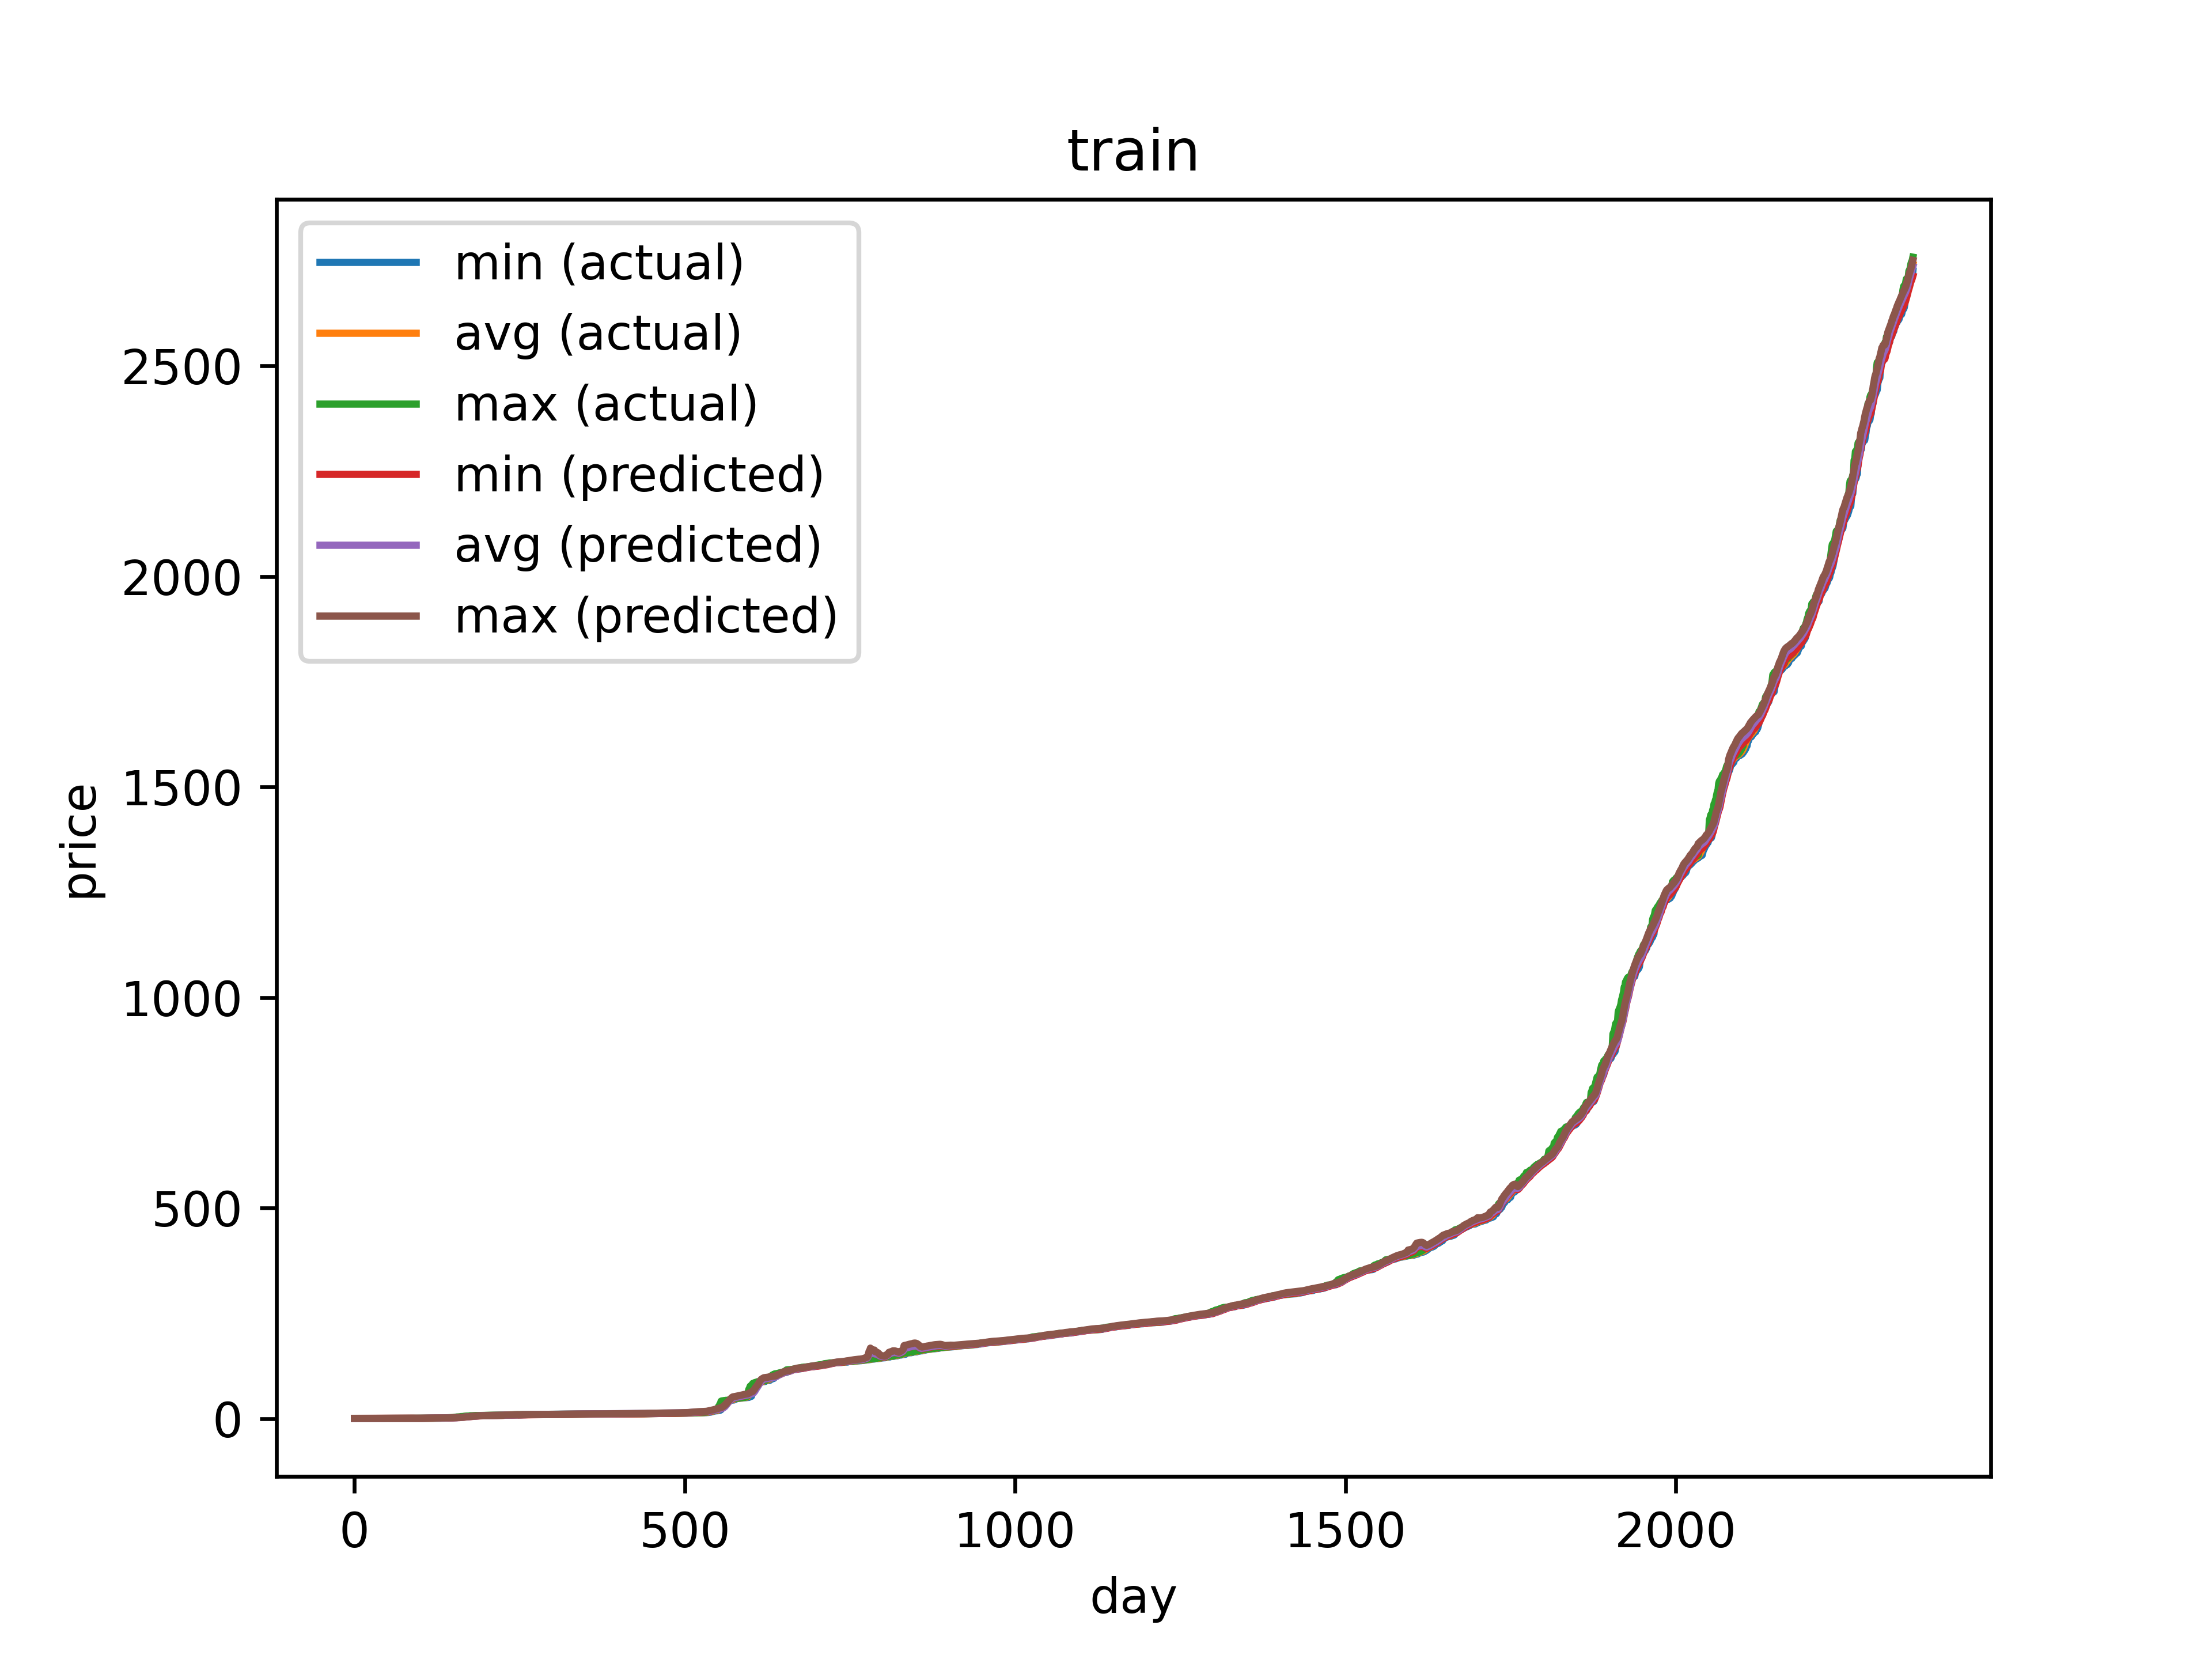 train
min (actual)
avg (actual)
max (actual)
min (predicted)
avg (predicted)
max (predicted)
price
2500
2000
1500
1000
500
0
0 500 1000 1500 2000
day